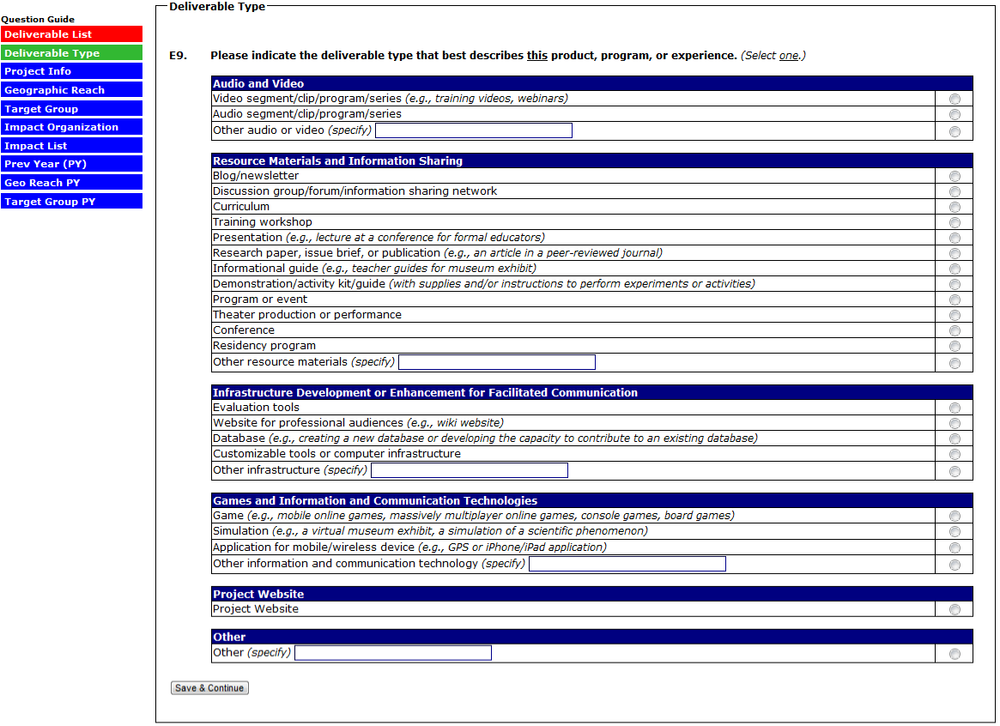 Question Guide
Deliverable List
Deliverable Type
Project Info
Geographic Reach
Target Group
Impact Organization
Impact List
Prev Year (PY)
Geo Reach PY
Target Group PY
Deliverable Type
E9. Please indicate the deliverable type that best describes this product, program, or experience. (Select one.)
Audio and Video
Video segment/clip/program/series (e.g., training videos, webinars)
Audio segment/clip/program/series
Other audio or video (specify)
Resource Materials and Information Sharing
Blog/newsletter
Discussion group/forum/information sharing network
Curriculum
Training workshop
Presentation (e.g., lecture at a conference for formal educators)
Research paper, issue brief, or publication (e.g., an article in a peer-reviewed journal)
Informational guide (e.g., teacher guides for museum exhibit)
Demonstration/activity kit/guide (with supplies and/or instructions to perform experiments or activities)
Program or event
Theater production or performance
Conference
Residency program
Other resource materials (specify)
Infrastructure Development or Enhancement for Facilitated Communication
Evaluation tools
Website for professional audiences (e.g., wiki website)
Database (e.g., creating a new database or developing the capacity to contribute to an existing database)
Customizable tools or computer infrastructure
Other infrastructure (specify)
Games and Information and Communication Technologies
Game (e.g., mobile online games, massively multiplayer online games, console games, board games)
Simulation (e.g., a virtual museum exhibit, a simulation of a scientific phenomenon)
Application for mobile/wireless device (e.g., GPS or iPhone/iPad application)
Other information and communication technology (specify)
Project Website
Project Website
Other
Other (specify)
Save & Continue